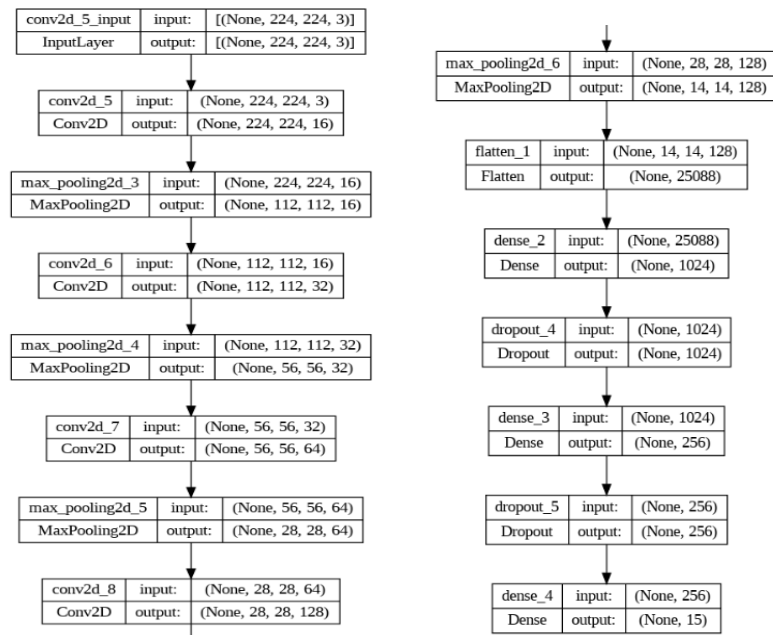 conv2d_5_input input: [(None, 224, 224, 3)]
InputLayer output: [(None, 224, 224, 3)]
conv2d_5 input: (None, 224, 224, 3)
Conv2D output: (None, 224, 224, 16)
max_pooling2d_3 input: (None, 224, 224, 16)
MaxPooling2D output: (None, 112, 112, 16)
conv2d_6 input: (None, 112, 112, 16)
Conv2D output: (None, 112, 112, 32)
max_pooling2d_4 input: (None, 112, 112, 32)
MaxPooling2D output: (None, 56, 56, 32)
conv2d_7 input: (None, 56, 56, 32)
Conv2D output: (None, 56, 56, 64)
max_pooling2d_5 input: (None, 56, 56, 64)
MaxPooling2D output: (None, 28, 28, 64)
conv2d_8 input: (None, 28, 28, 64)
Conv2D output: (None, 28, 28, 128)
max_pooling2d_6 input: (None, 28, 28, 128)
MaxPooling2D output: (None, 14, 14, 128)
flatten_1 input: (None, 14, 14, 128)
Flatten output: (None, 25088)
dense_2 input: (None, 25088)
Dense output: (None, 1024)
dropout_4 input: (None, 1024)
Dropout output: (None, 1024)
dense_3 input: (None, 1024)
Dense output: (None, 256)
dropout_5 input: (None, 256)
Dropout output: (None, 256)
dense_4 input: (None, 256)
Dense output: (None, 15)